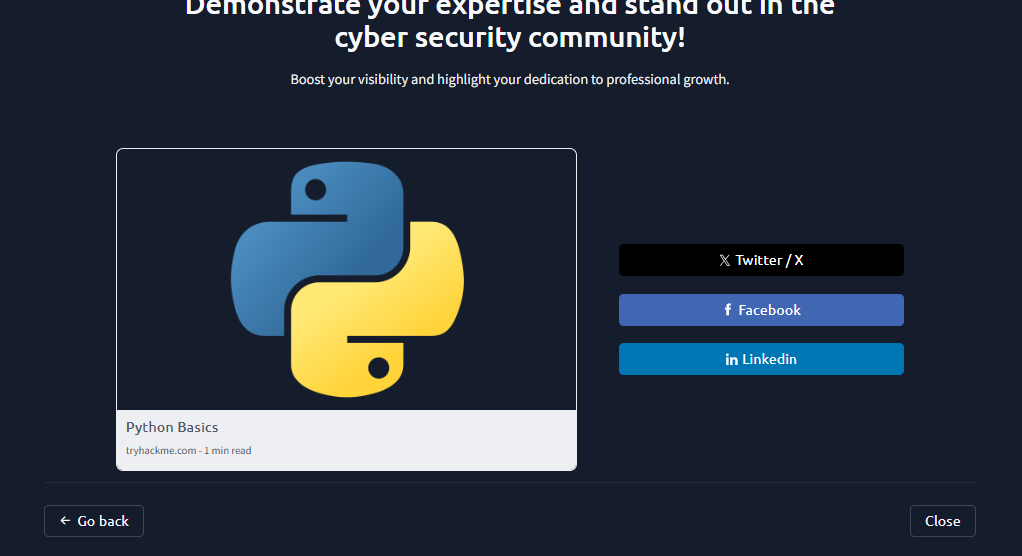 Demonstrate your expertise and stand out in the
cyber security community!
Boost your visibility and highlight your dedication to professional growth.
𝕏 Twitter / X
f Facebook
in Linkedin
Python Basics
tryhackme.com - 1 min read
← Go back
Close